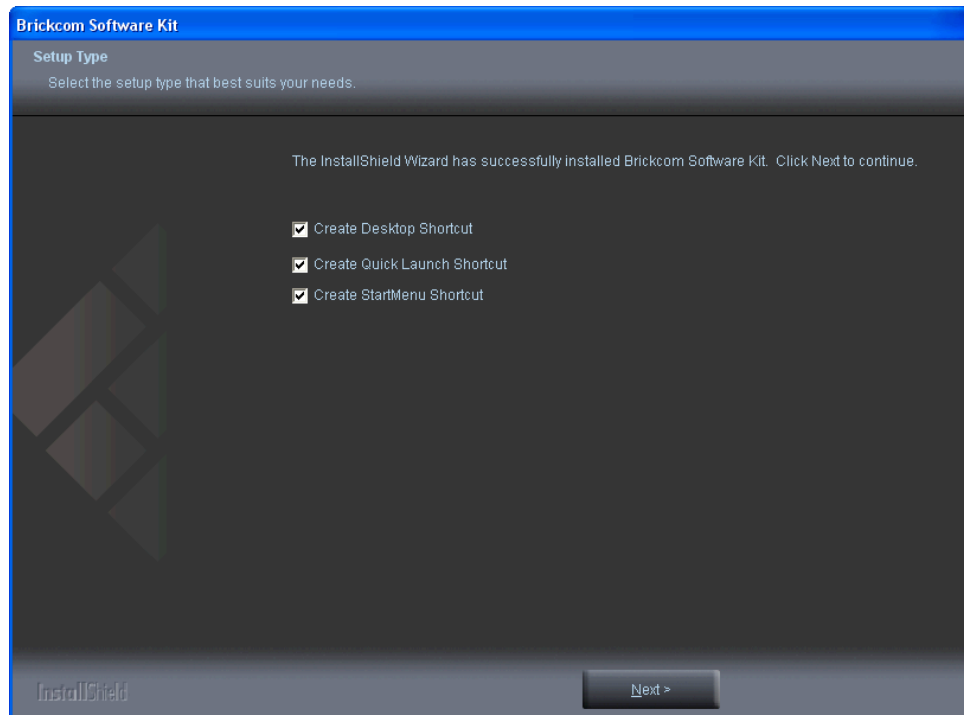 Brickcom Software Kit
Setup Type
Select the setup type that best suits your needs.
The InstallShield Wizard has successfully installed Brickcom Software Kit. Click Next to continue.
Create Desktop Shortcut
Create Quick Launch Shortcut
Create StartMenu Shortcut
InstallShield
Next >